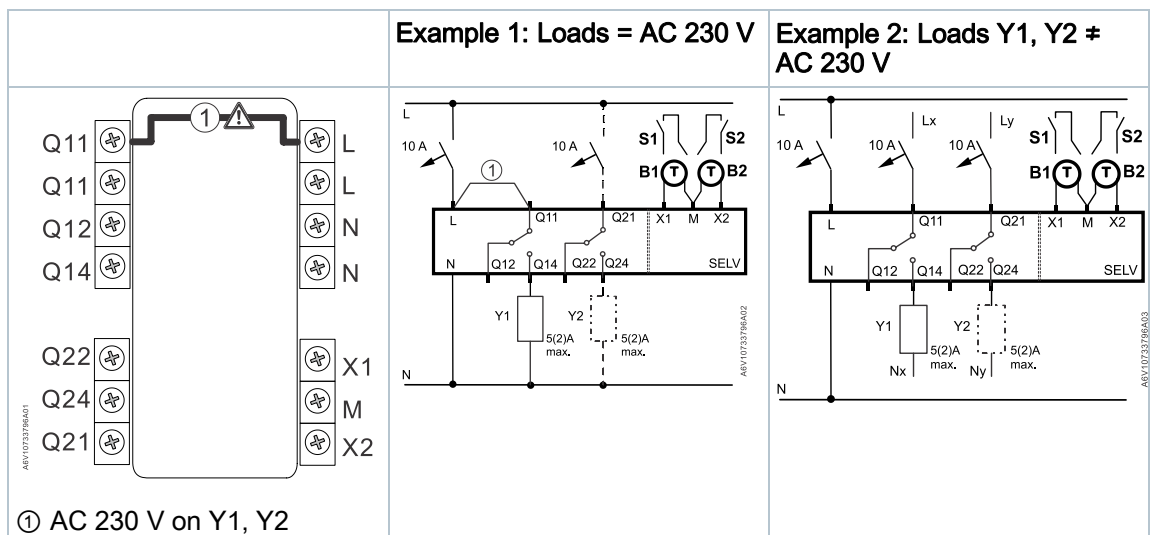 Example 1: Loads = AC 230 V
Example 2: Loads Y1, Y2 ≠
AC 230 V
1
Q11
L
Q11
L
Q12
N
Q14
N
Q22
X1
Q24
M
Q21
X2
A6V10733796A01
① AC 230 V on Y1, Y2
L
10 A
10 A
S1
S2
①
B1
T
T
B2
L
Q11
Q21
X1
M
X2
N
Q12
Q14
Q22
Q24
SELV
Y1
Y2
5(2)A
max.
5(2)A
max.
N
A6V10733796A02
L
Lx
Ly
10 A
10 A
10 A
S1
S2
B1
T
T
B2
L
Q11
Q21
X1
M
X2
N
Q12
Q14
Q22
Q24
SELV
Y1
Y2
5(2)A
max.
5(2)A
max.
Nx
Ny
N
A6V10733796A03